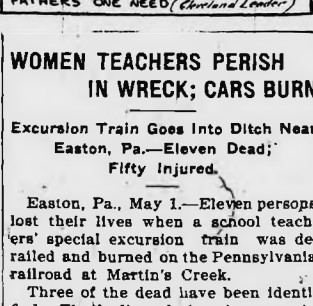 FATHERS ONE NEED (Cleveland Leader)
WOMEN TEACHERS PERISH
IN WRECK; CARS BURN
Excursion Train Goes Into Ditch Near
Easton, Pa.—Eleven Dead;
Fifty Injured.
Easton, Pa., May 1.—Eleven persons
lost their lives when a school teach-
ers' special excursion train was de-
railed and burned on the Pennsylvania
railroad at Martin's Creek.
Three of the dead have been identi-